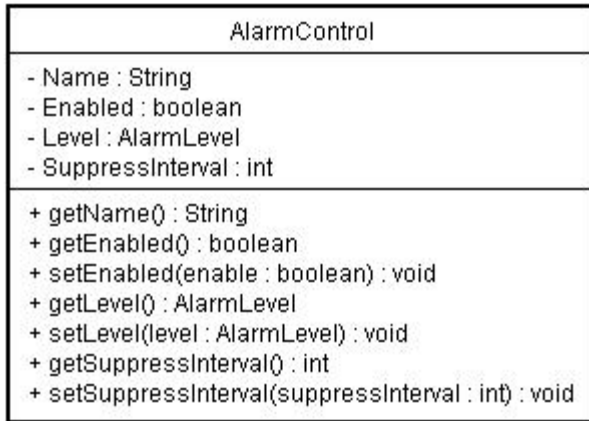 AlarmControl
- Name : String
- Enabled : boolean
- Level : AlarmLevel
- SuppressInterval : int
+ getName() : String
+ getEnabled() : boolean
+ setEnabled(enable : boolean) : void
+ getLevel() : AlarmLevel
+ setLevel(level : AlarmLevel) : void
+ getSuppressInterval() : int
+ setSuppressInterval(suppressInterval : int) : void